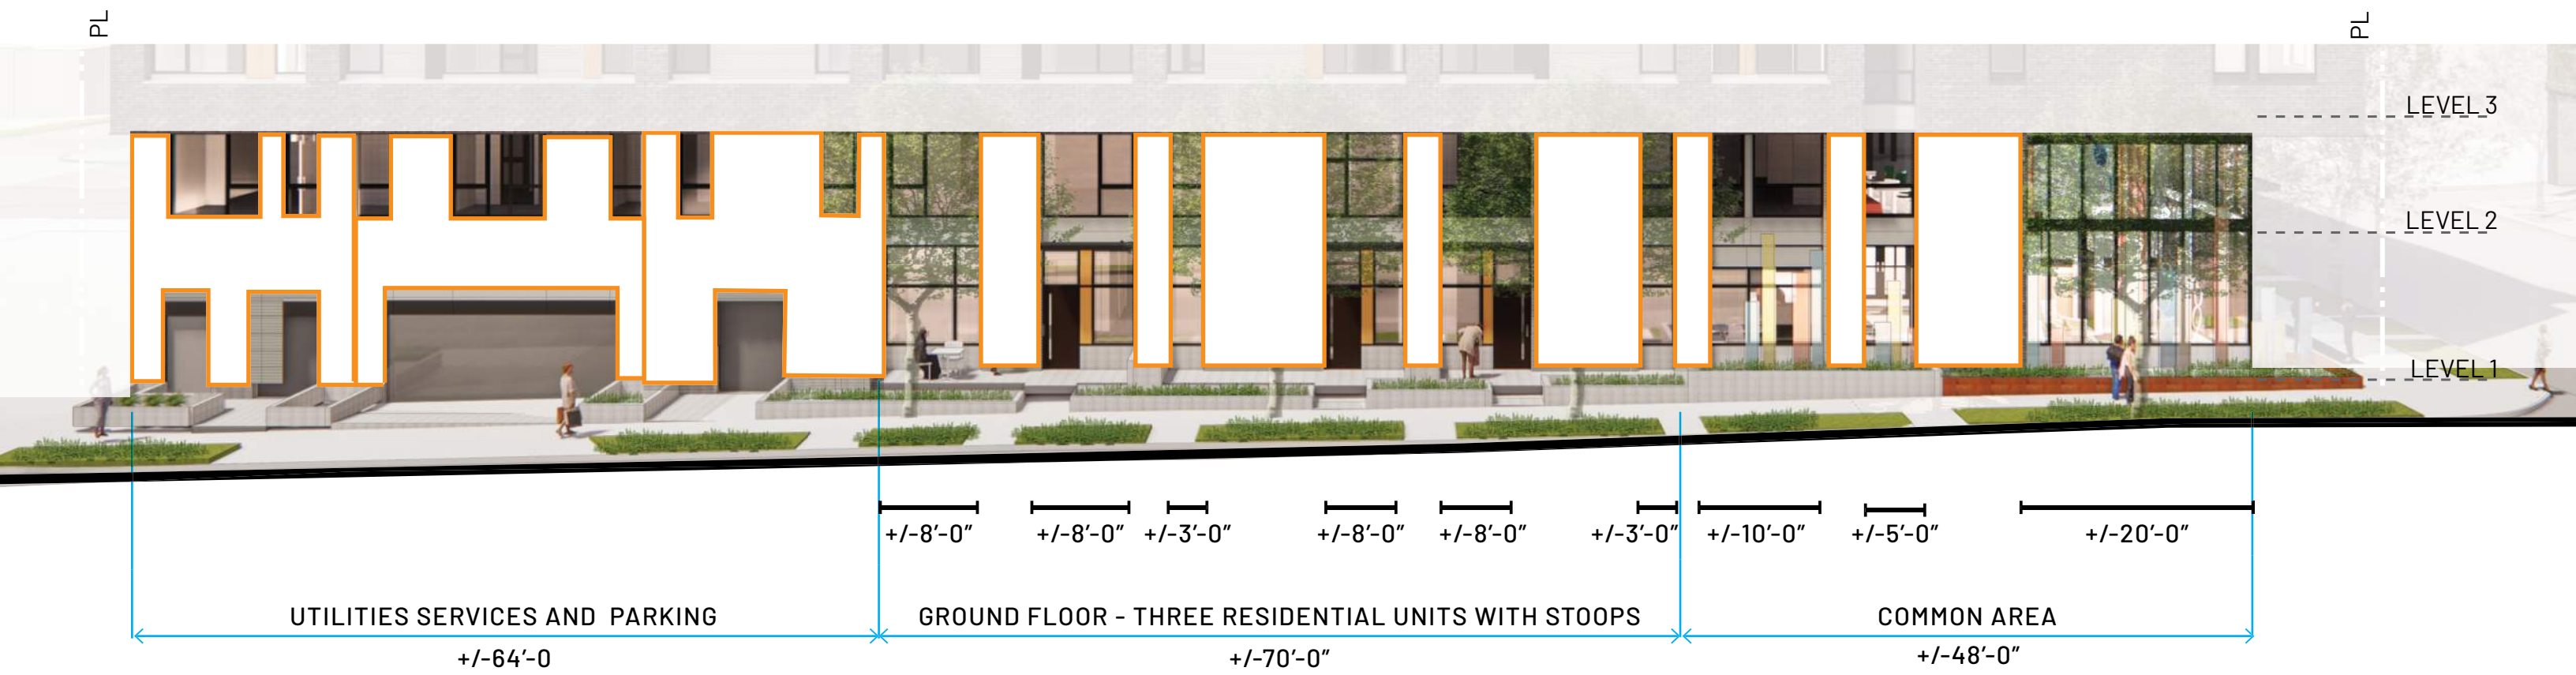 PL
PL
LEVEL 3
LEVEL 2
LEVEL 1
+/-8'-0"
+/-8'-0"
+/-3'-0"
+/-8'-0"
+/-8'-0"
+/-3'-0"
+/-10'-0"
+/-5'-0"
+/-20'-0"
UTILITIES SERVICES AND PARKING
GROUND FLOOR - THREE RESIDENTIAL UNITS WITH STOOPS
COMMON AREA
+/-64'-0
+/-70'-0"
+/-48'-0"